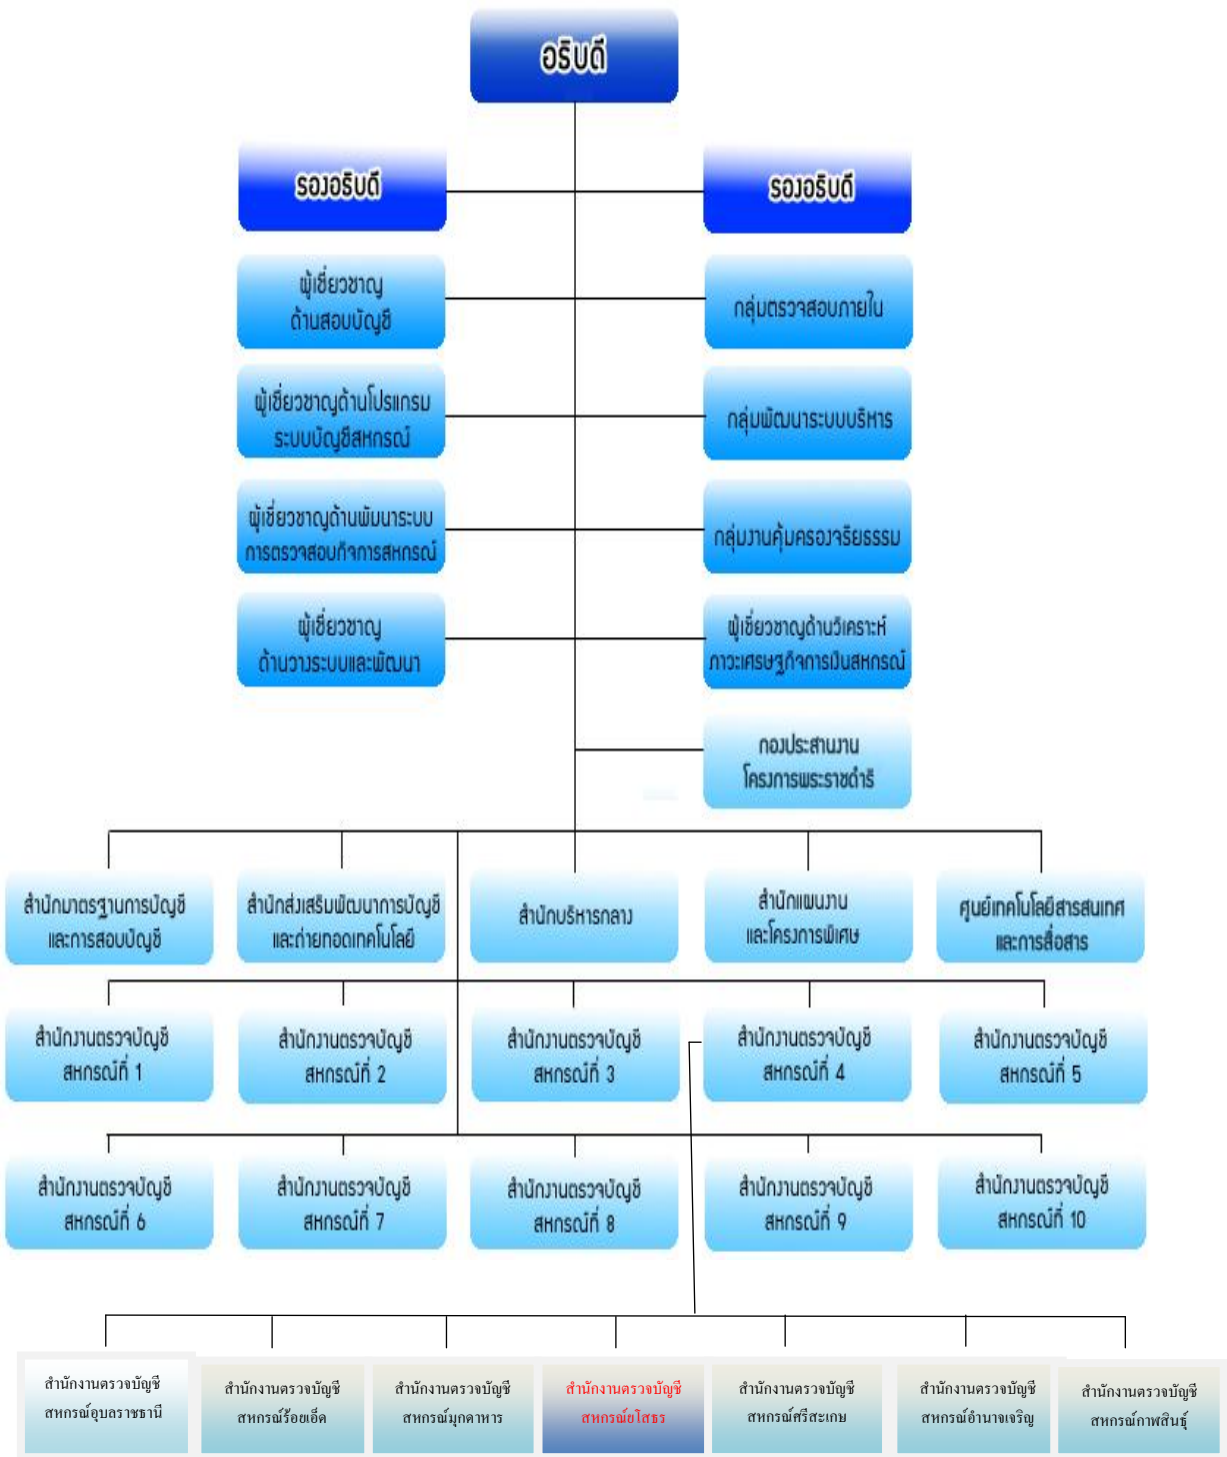 อธิบดี
รองอธิบดี
รองอธิบดี
ผู้เชี่ยวชาญ
ด้านสอบบัญชี
กลุ่มตรวจสอบภายใน
ผู้เชี่ยวชาญด้านโปรแกรม
ระบบบัญชีสหกรณ์
กลุ่มพัฒนาระบบบริหาร
ผู้เชี่ยวชาญด้านพัมนาระบบ
การตรวจสอบกิจการสหกรณ์
กลุ่มงานคุ้มครองจริยธรรม
ผู้เชี่ยวชาญ
ด้านวางระบบและพัฒนา
ผู้เชี่ยวชาญด้านวิเคราะห์
ภาวะเศรษฐกิจการเงินสหกรณ์
กองประสานงาน
โครงการพระราชดำริ
สำนักมาตรฐานการบัญชี
และการสอบบัญชี
สำนักส่งเสริมพัฒนาการบัญชี
และถ่ายทอดเทคโนโลยี
สำนักบริหารกลาง
สำนักแผนงาน
และโครงการพิเศษ
ศูนย์เทคโนโลยีสารสนเทศ
และการสื่อสาร
สำนักงานตรวจบัญชี
สหกรณ์ที่ 1
สำนักงานตรวจบัญชี
สหกรณ์ที่ 2
สำนักงานตรวจบัญชี
สหกรณ์ที่ 3
สำนักงานตรวจบัญชี
สหกรณ์ที่ 4
สำนักงานตรวจบัญชี
สหกรณ์ที่ 5
สำนักงานตรวจบัญชี
สหกรณ์ที่ 6
สำนักงานตรวจบัญชี
สหกรณ์ที่ 7
สำนักงานตรวจบัญชี
สหกรณ์ที่ 8
สำนักงานตรวจบัญชี
สหกรณ์ที่ 9
สำนักงานตรวจบัญชี
สหกรณ์ที่ 10
สำนักงานตรวจบัญชี
สหกรณ์อุบลราชธานี
สำนักงานตรวจบัญชี
สหกรณ์ร้อยเอ็ด
สำนักงานตรวจบัญชี
สหกรณ์มุกดาหาร
สำนักงานตรวจบัญชี
สหกรณ์ยโสธร
สำนักงานตรวจบัญชี
สหกรณ์ศรีสะเกษ
สำนักงานตรวจบัญชี
สหกรณ์อำนาจเจริญ
สำนักงานตรวจบัญชี
สหกรณ์กาฬสินธุ์